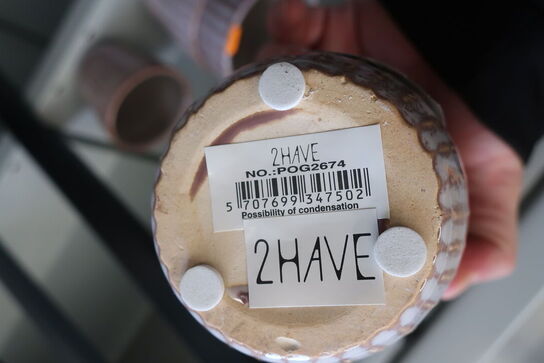 2HAVE
NO.:POG2674
5 707699 347502
Possibility of condensation
2HAVE